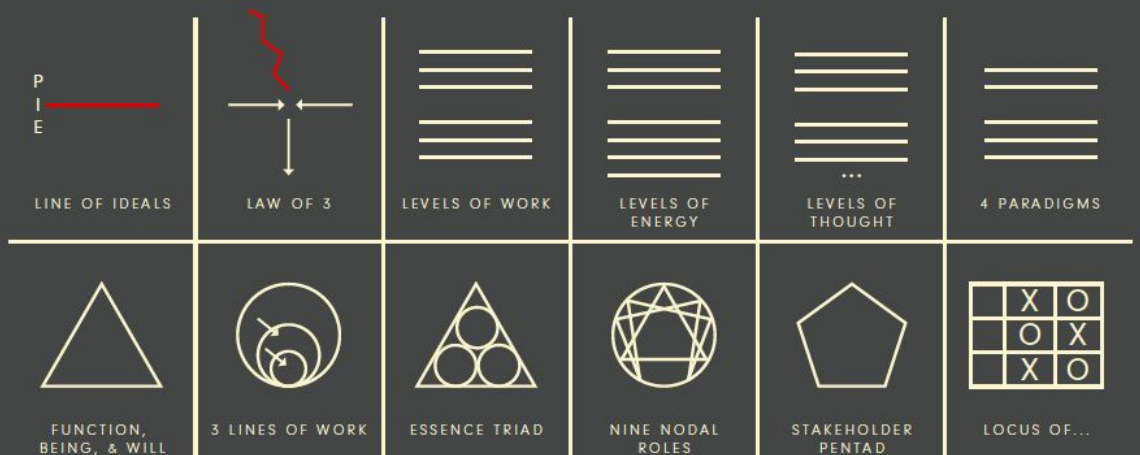 P
I
E
LINE OF IDEALS
LAW OF 3
LEVELS OF WORK
LEVELS OF
ENERGY
...
LEVELS OF
THOUGHT
4 PARADIGMS
FUNCTION,
BEING, & WILL
3 LINES OF WORK
ESSENCE TRIAD
NINE NODAL
ROLES
STAKEHOLDER
PENTAD
X O
O X
X O
LOCUS OF...